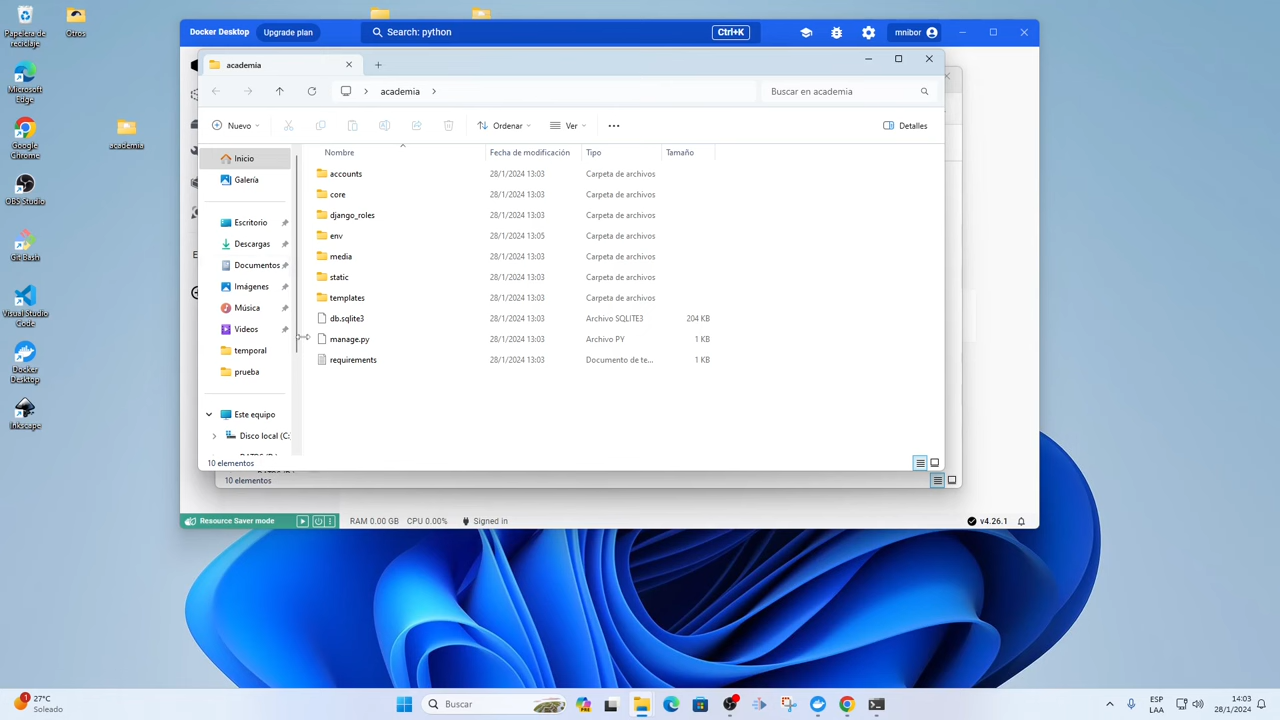 Papelera de
reciclaje
Otros
Microsoft
Edge
Google
Chrome
academia
OBS Studio
Git Bash
Visual Studio
Code
Docker
Desktop
Inkscape
Docker Desktop
Upgrade plan
Search: python
Ctrl+K
mnibor
academia
academia
Buscar en academia
Nuevo
Ordenar
Ver
Detalles
Nombre
Fecha de modificación
Tipo
Tamaño
Inicio
Galería
Escritorio
Descargas
Documentos
Imágenes
Música
Videos
temporal
prueba
Este equipo
Disco local (C:
accounts 28/1/2024 13:03 Carpeta de archivos
core 28/1/2024 13:03 Carpeta de archivos
django_roles 28/1/2024 13:03 Carpeta de archivos
env 28/1/2024 13:05 Carpeta de archivos
media 28/1/2024 13:03 Carpeta de archivos
static 28/1/2024 13:03 Carpeta de archivos
templates 28/1/2024 13:03 Carpeta de archivos
db.sqlite3 28/1/2024 13:03 Archivo SQLITE3 204 KB
manage.py 28/1/2024 13:03 Archivo PY 1 KB
requirements 28/1/2024 13:03 Documento de te... 1 KB
10 elementos
10 elementos
Resource Saver mode
RAM 0.00 GB CPU 0.00%
Signed in
v4.26.1
1
27°C
Soleado
Buscar
ESP
LAA
14:03
28/1/2024